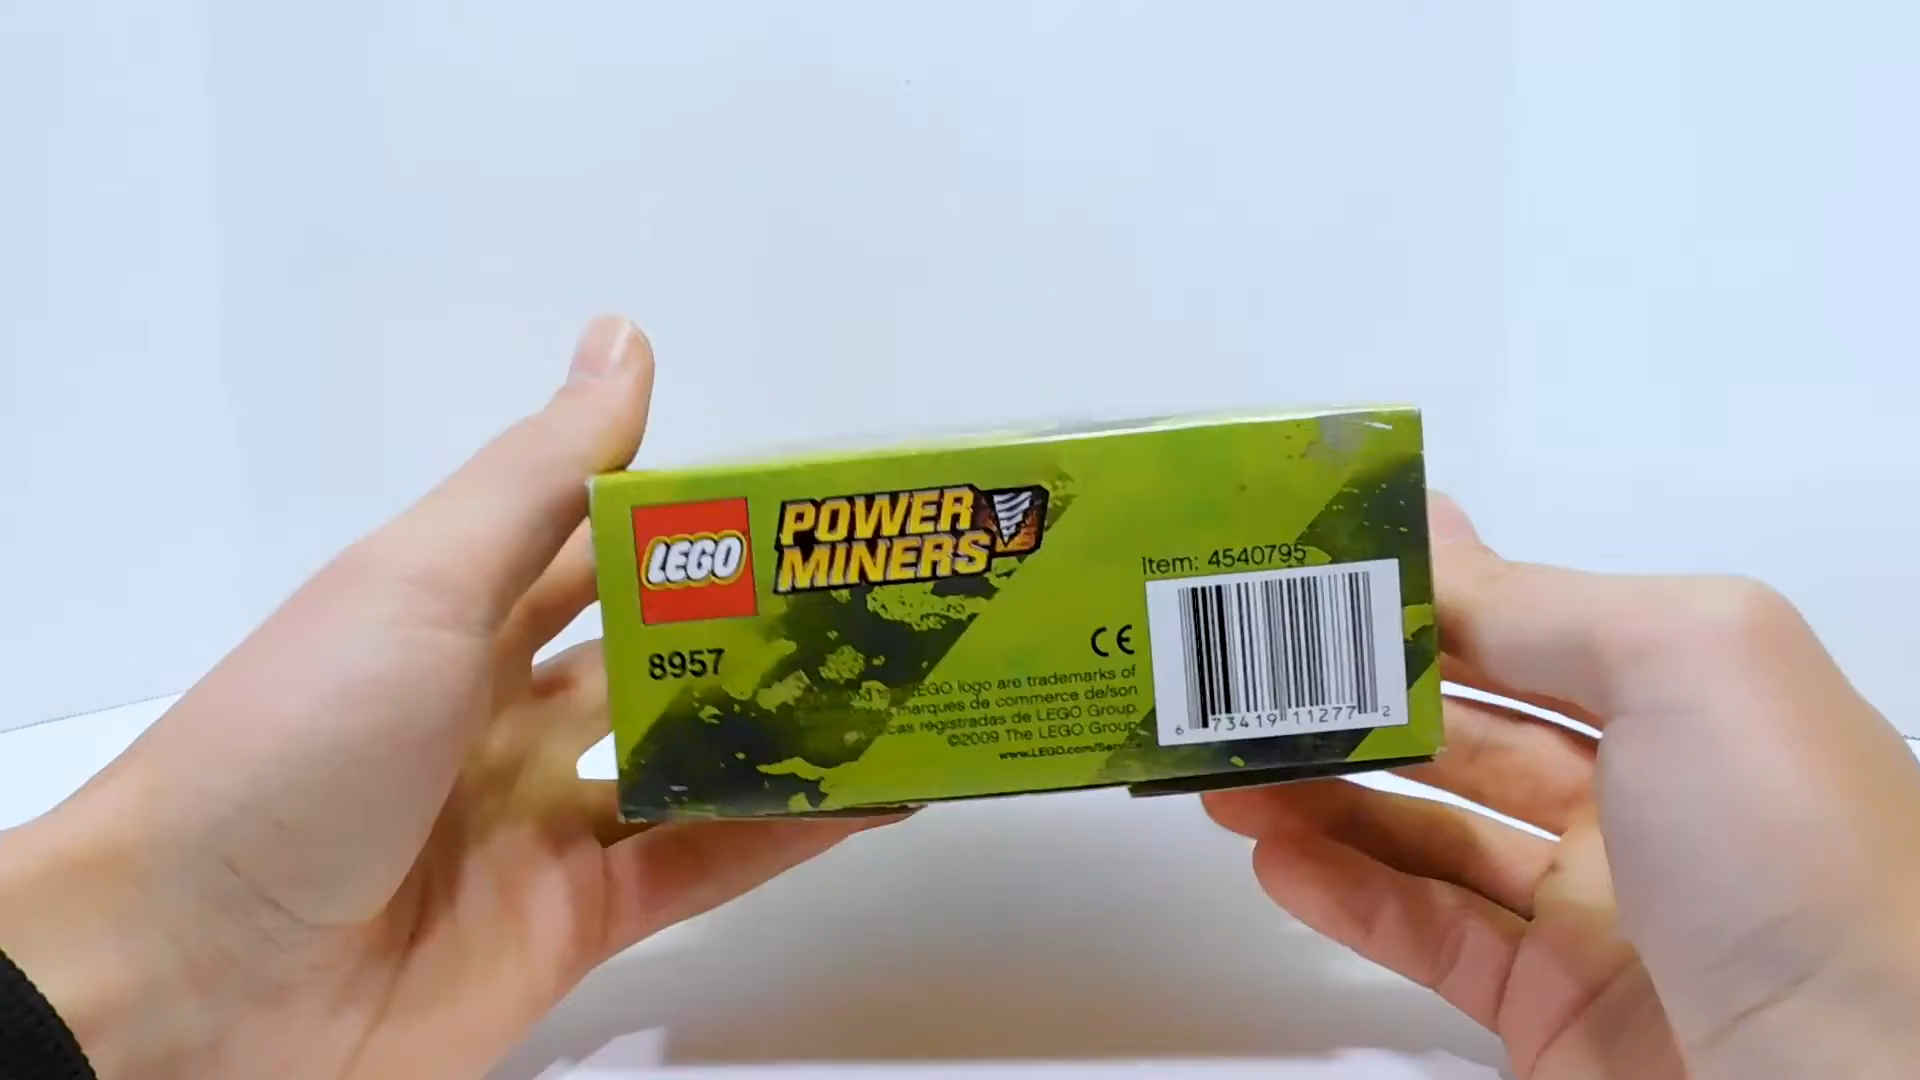 LEGO
POWER
MINERS
8957
Item: 4540795
CE
LEGO logo are trademarks of
marques de commerce de/son
registradas de LEGO Group.
©2009 The LEGO Group
www.LEGO.com/Serv
6 73419 11277 2